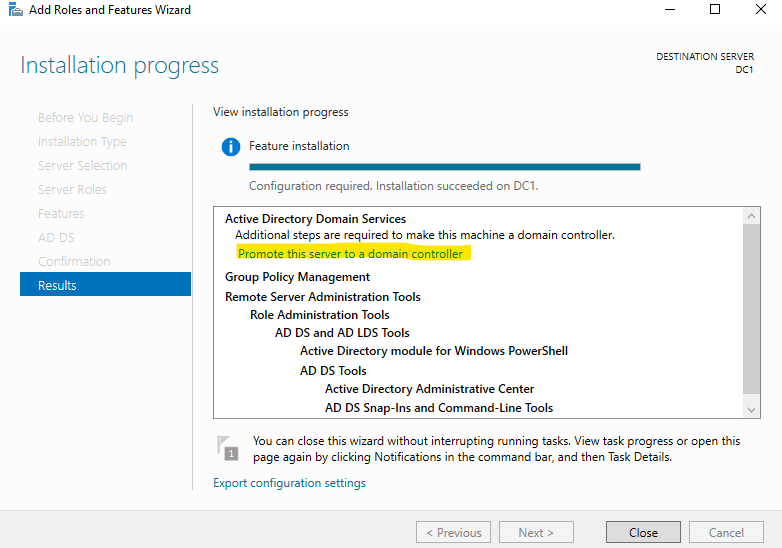 Add Roles and Features Wizard
Installation progress
DESTINATION SERVER
DC1
Before You Begin
Installation Type
Server Selection
Server Roles
Features
AD DS
Confirmation
Results
View installation progress
Feature installation
Configuration required. Installation succeeded on DC1.
Active Directory Domain Services
Additional steps are required to make this machine a domain controller.
Promote this server to a domain controller
Group Policy Management
Remote Server Administration Tools
Role Administration Tools
AD DS and AD LDS Tools
Active Directory module for Windows PowerShell
AD DS Tools
Active Directory Administrative Center
AD DS Snap-Ins and Command-Line Tools
1
You can close this wizard without interrupting running tasks. View task progress or open this
page again by clicking Notifications in the command bar, and then Task Details.
Export configuration settings
< Previous
Next >
Close
Cancel